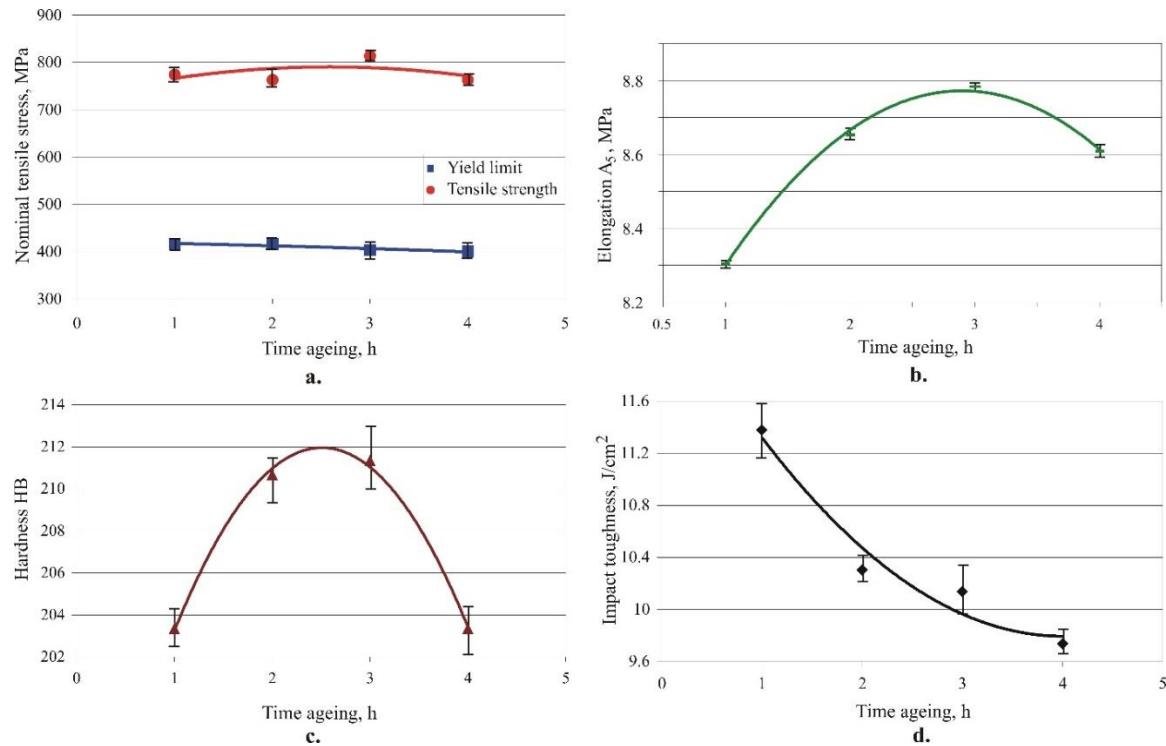 900
800
700
600
500
400
300
Nominal tensile stress, MPa
Yield limit
Tensile strength
0 1 2 3 4 5
Time ageing, h
a.
8.8
8.6
8.4
8.2
Elongation A5 , MPa
0.5 1 2 3 4
Time ageing, h
b.
214
212
210
208
206
204
202
Hardness HB
0 1 2 3 4 5
Time ageing, h
c.
11.6
11.2
10.8
10.4
10
9.6
Impact toughness, J/cm²
0 1 2 3 4 5
Time ageing, h
d.